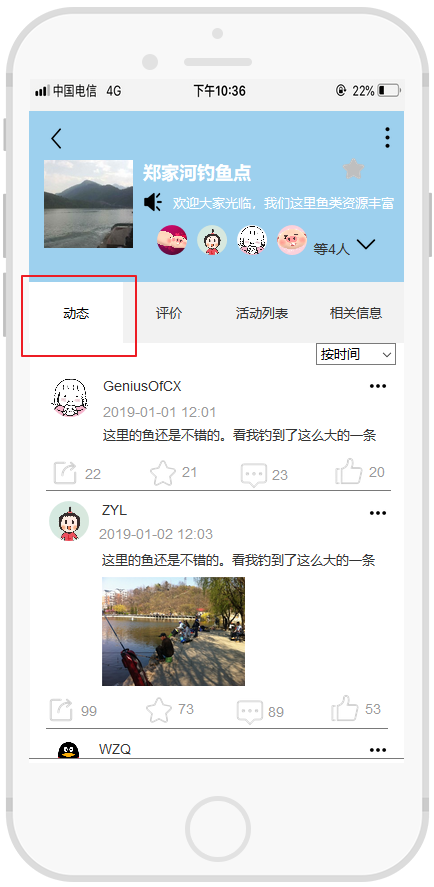 中国电信 4G 下午10:36 22%
郑家河钓鱼点
欢迎大家光临，我们这里鱼类资源丰富
等4人
动态 评价 活动列表 相关信息
按时间
GeniusOfCX
2019-01-01 12:01
这里的鱼还是不错的。看我钓到了这么大的一条
22 21 23 20
ZYL
2019-01-02 12:03
这里的鱼还是不错的。看我钓到了这么大的一条
99 73 89 53
WZQ